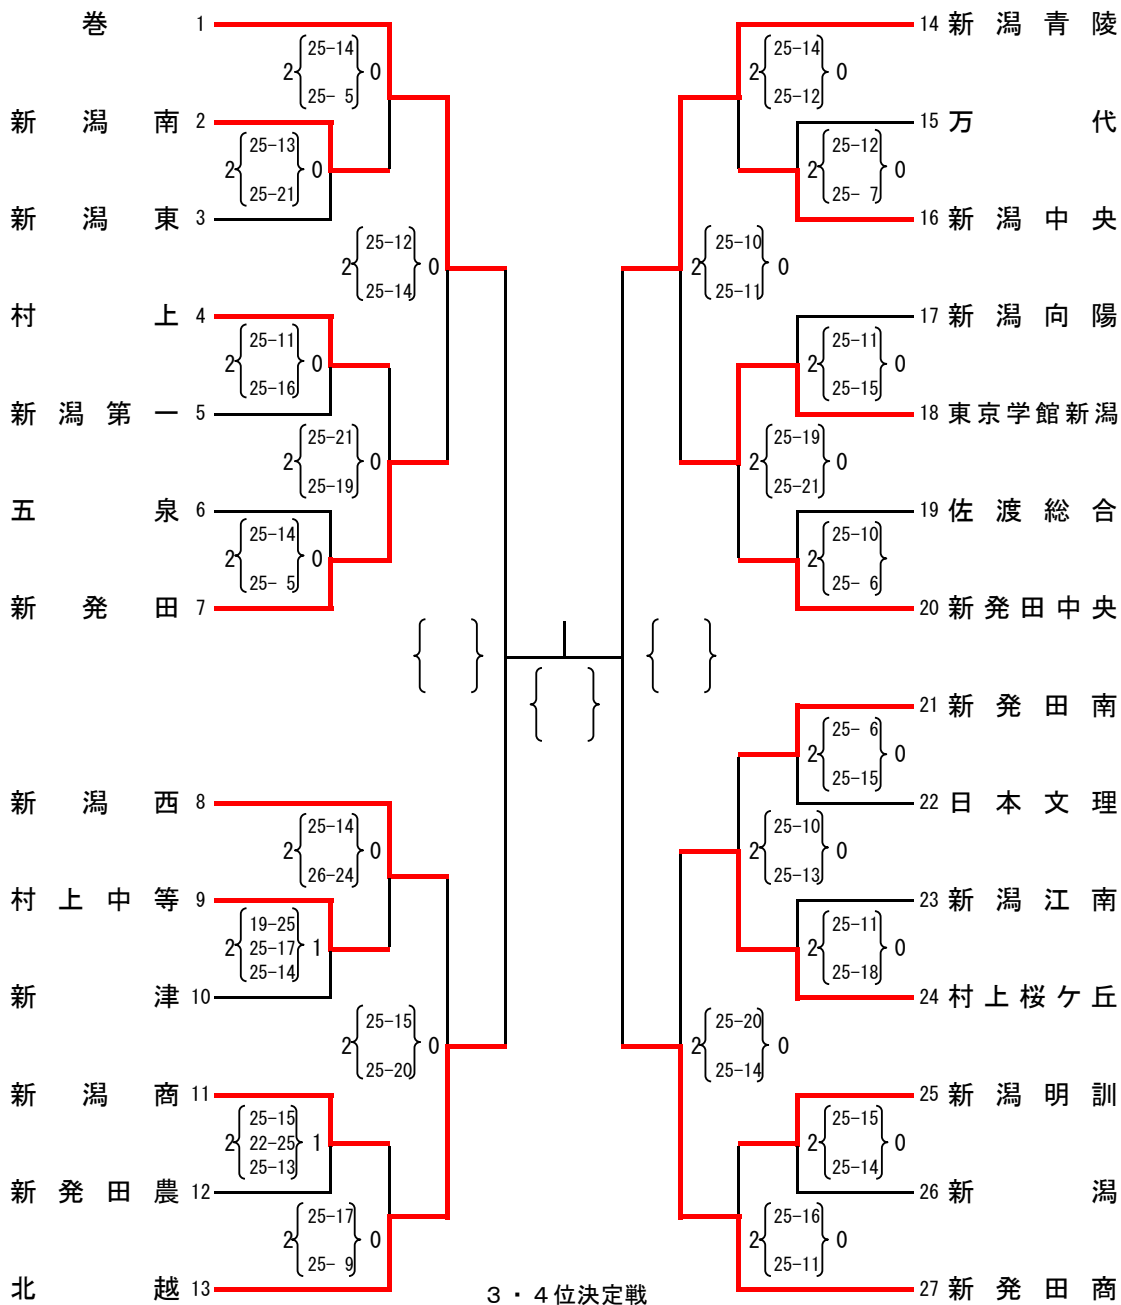 巻 1
25-14
2 0
25- 5
新潟南 2
25-13
2 0
25-21
新潟東 3
25-12
2 0
25-14
村上 4
25-11
2 0
25-16
新潟第一 5
25-21
2 0
25-19
五泉 6
25-14
2 0
25- 5
新発田 7
新潟西 8
25-14
2 0
26-24
村上中等 9
19-25
2 25-17 1
25-14
新津 10
25-15
2 0
25-20
新潟商 11
25-15
2 22-25 1
25-13
新発田農 12
25-17
2 0
25- 9
北越 13
14 新潟青陵
25-14
2 0
25-12
15 万代
25-12
2 0
25- 7
16 新潟中央
25-10
2 0
25-11
17 新潟向陽
25-11
2 0
25-15
18 東京学館新潟
25-19
2 0
25-21
19 佐渡総合
25-10
2
25- 6
20 新発田中央
21 新発田南
25- 6
2 0
25-15
22 日本文理
25-10
2 0
25-13
23 新潟江南
25-11
2 0
25-18
24 村上桜ケ丘
25-20
2 0
25-14
25 新潟明訓
25-15
2 0
25-14
26 新潟
25-16
2 0
25-11
27 新発田商
３・４位決定戦